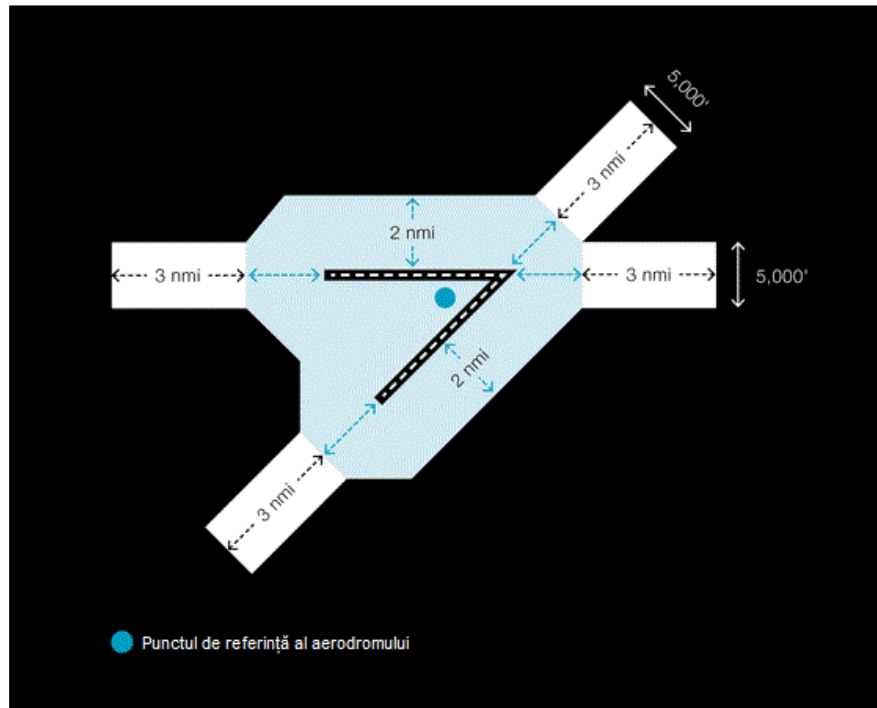 5,000'
3 nmi
2 nmi
3 nmi
3 nmi
5,000'
2 nmi
3 nmi
Punctul de referință al aerodromului